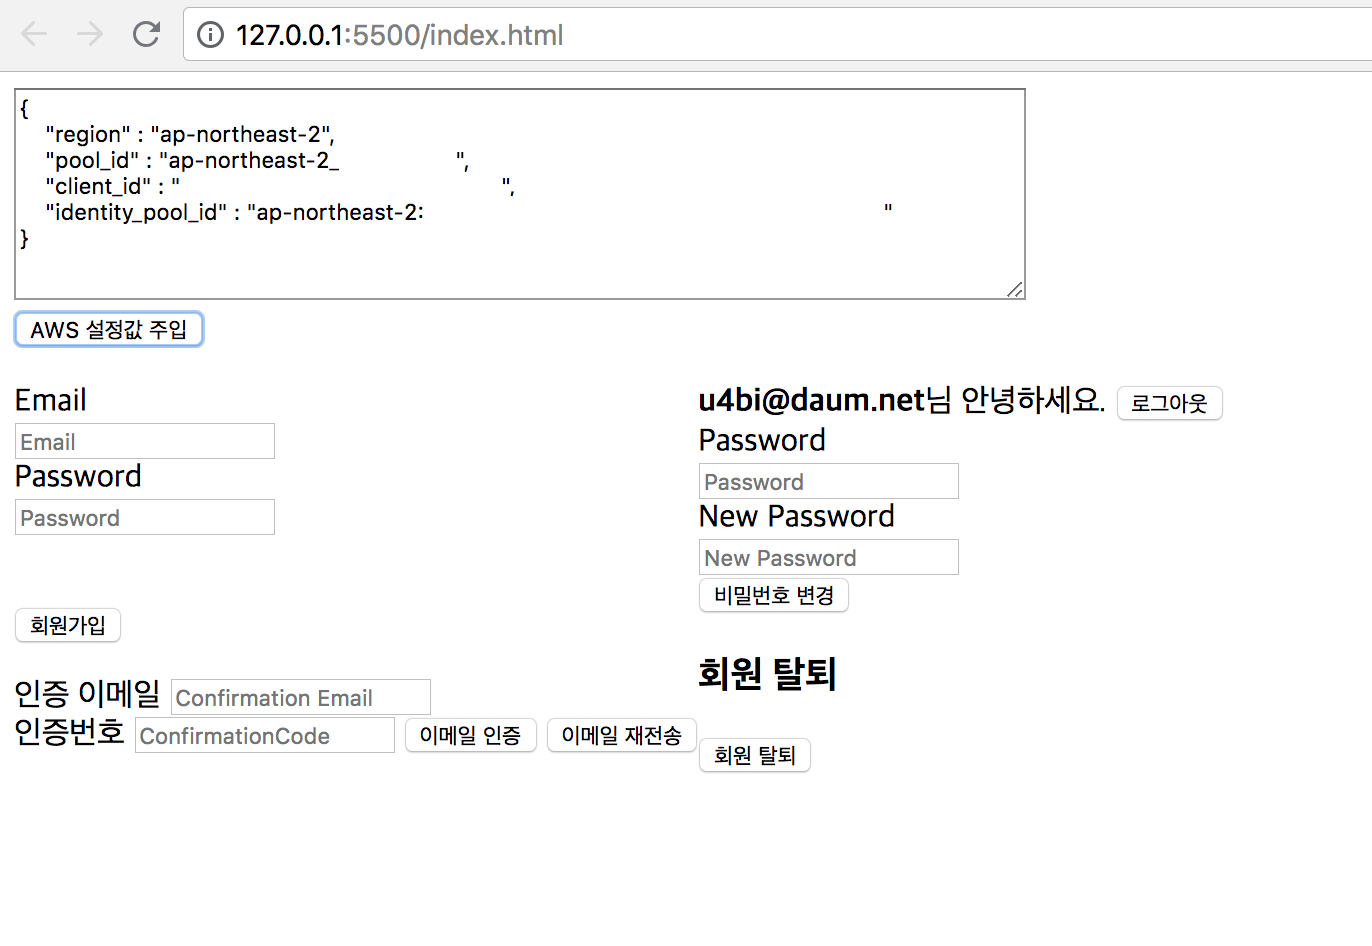 127.0.0.1:5500/index.html
{
"region" : "ap-northeast-2",
"pool_id" : "ap-northeast-2_ ",
"client_id" : " ",
"identity_pool_id" : "ap-northeast-2: "
}
AWS 설정값 주입
Email
Email
Password
Password
회원가입
인증 이메일 Confirmation Email
인증번호 ConfirmationCode 이메일 인증 이메일 재전송
u4bi@daum.net님 안녕하세요. 로그아웃
Password
Password
New Password
New Password
비밀번호 변경
회원 탈퇴
회원 탈퇴